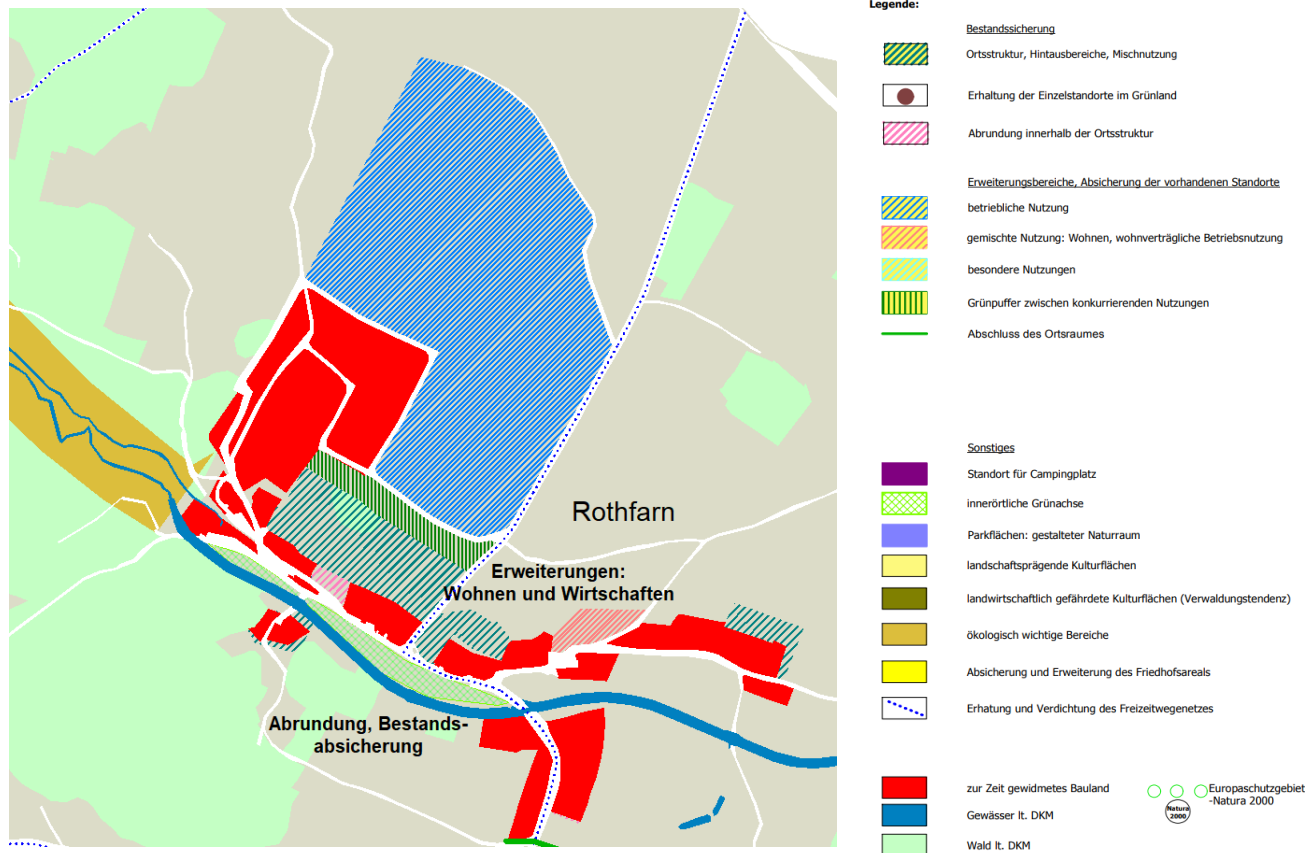 Rothfarn
Erweiterungen:
Wohnen und Wirtschaften
Abrundung, Bestands-
absicherung
Legende:
Bestandssicherung
Ortsstruktur, Hintausbereiche, Mischnutzung
Erhaltung der Einzelstandorte im Grünland
Abrundung innerhalb der Ortsstruktur
Erweiterungsbereiche, Absicherung der vorhandenen Standorte
betriebliche Nutzung
gemischte Nutzung: Wohnen, wohnverträgliche Betriebsnutzung
besondere Nutzungen
Grünpuffer zwischen konkurrierenden Nutzungen
Abschluss des Ortsraumes
Sonstiges
Standort für Campingplatz
innerörtliche Grünachse
Parkflächen: gestalteter Naturraum
landschaftsprägende Kulturflächen
landwirtschaftlich gefährdete Kulturflächen (Verwaldungstendenz)
ökologisch wichtige Bereiche
Absicherung und Erweiterung des Friedhofsareals
Erhatung und Verdichtung des Freizeitwegenetzes
zur Zeit gewidmetes Bauland
Gewässer lt. DKM
Wald lt. DKM
Europaschutzgebiet
-Natura 2000
Natura
2000